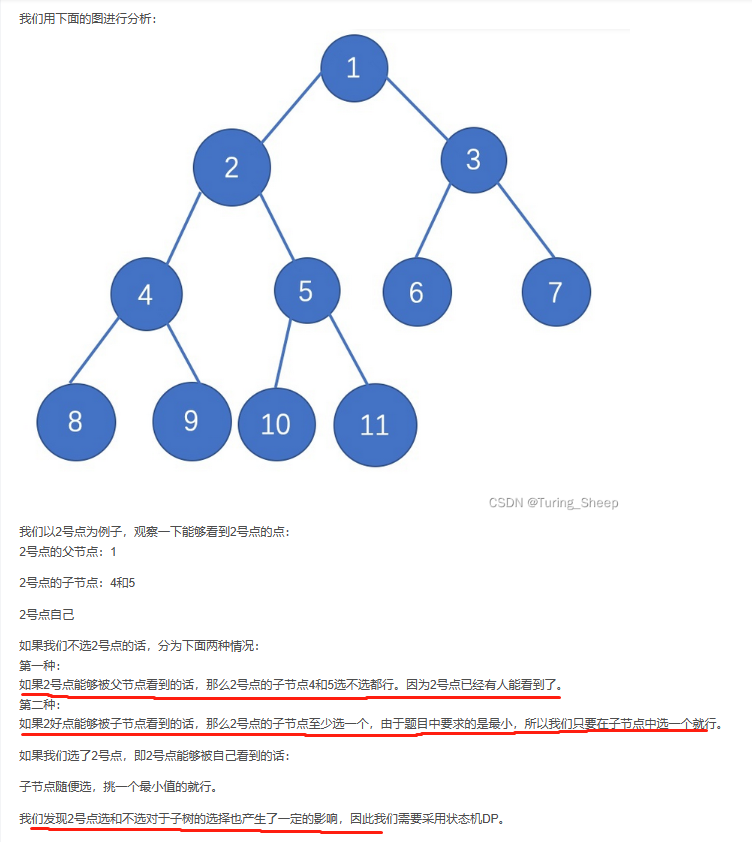 我们用下面的图进行分析：
1
2
3
4
5
6
7
8
9
10
11
CSDN @Turing_Sheep
我们以2号点为例子，观察一下能够看到2号点的点：
2号点的父节点：1
2号点的子节点：4和5
2号点自己
如果我们不选2号点的话，分为下面两种情况：
第一种：
如果2号点能够被父节点看到的话，那么2号点的子节点4和5选不选都行。因为2号点已经有人能看到了。
第二种：
如果2好点能够被子节点看到的话，那么2号点的子节点至少选一个，由于题目中要求的是最小，所以我们只要在子节点中选一个就行。
如果我们选了2号点，即2号点能够被自己看到的话：
子节点随便选，挑一个最小值的就行。
我们发现2号点选和不选对于子树的选择也产生了一定的影响，因此我们需要采用状态机DP。